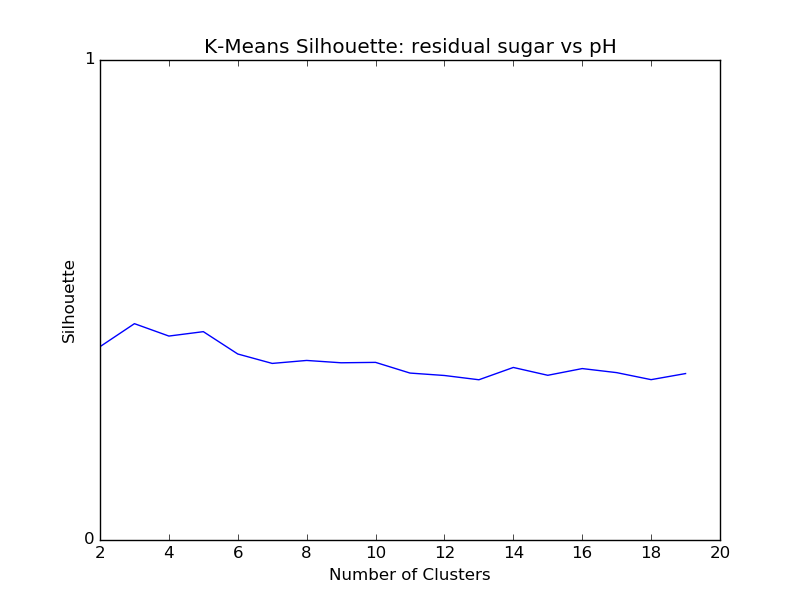 K-Means Silhouette: residual sugar vs pH
1
Silhouette
0
2 4 6 8 10 12 14 16 18 20
Number of Clusters